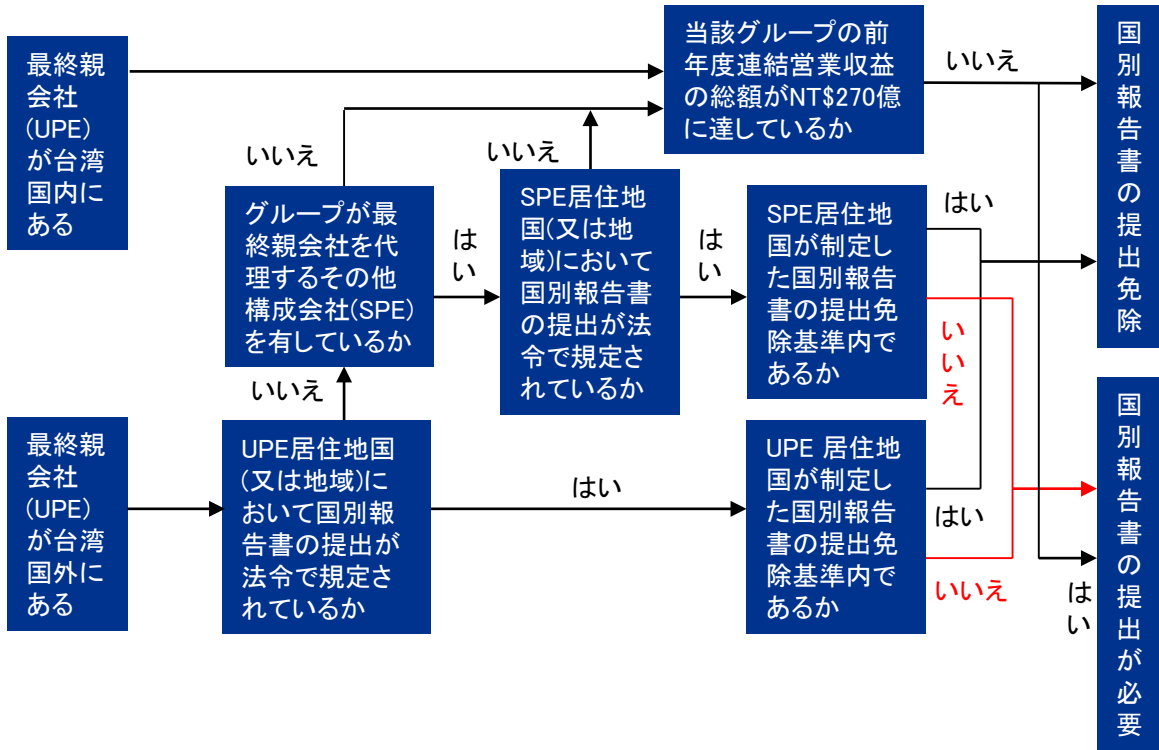 最終親
会社
(UPE)
が台湾
国内に
ある
当該グループの前
年度連結営業収益
の総額がNT$270億
に達しているか
いいえ
国別報告書の提出免除
いいえ
いいえ
グループが最
終親会社を代
理するその他
構成会社(SPE)
を有しているか
はい
SPE居住地
国(又は地
域)において
国別報告書
の提出が法
令で規定さ
れているか
はい
SPE居住地
国が制定し
た国別報告
書の提出免
除基準内で
あるか
はい
いいえ
いいえ
最終親
会社
(UPE)
が台湾
国外に
ある
UPE居住地国
(又は地域)に
おいて国別報
告書の提出が
法令で規定さ
れているか
はい
UPE 居住地
国が制定し
た国別報告
書の提出免
除基準内で
あるか
はい
いいえ
はい
国別報告書の提出が必要